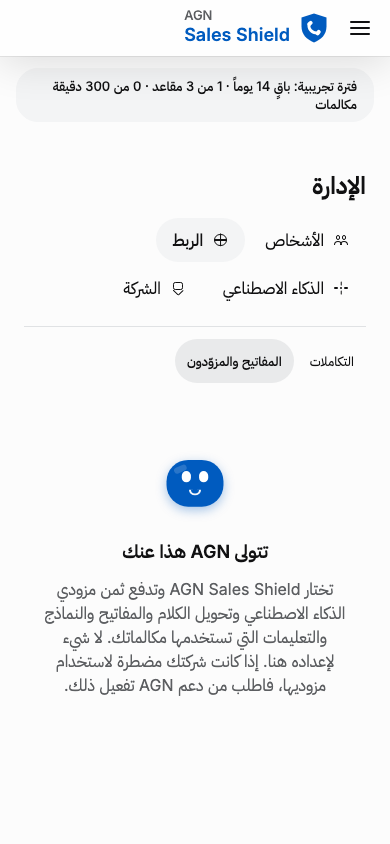 AGN
Sales Shield
فترة تجريبية: باقٍ 14 يوماً · 1 من 3 مقاعد · 0 من 300 دقيقة
مكالمات
الإدارة
الأشخاص
الربط
الذكاء الاصطناعي
الشركة
التكاملات
المفاتيح والمزوّدون
تتولى AGN هذا عنك
تختار AGN Sales Shield وتدفع ثمن مزودي
الذكاء الاصطناعي وتحويل الكلام والمفاتيح والنماذج
والتعليمات التي تستخدمها مكالماتك. لا شيء
لإعداده هنا. إذا كانت شركتك مضطرة لاستخدام
مزوديها، فاطلب من دعم AGN تفعيل ذلك.